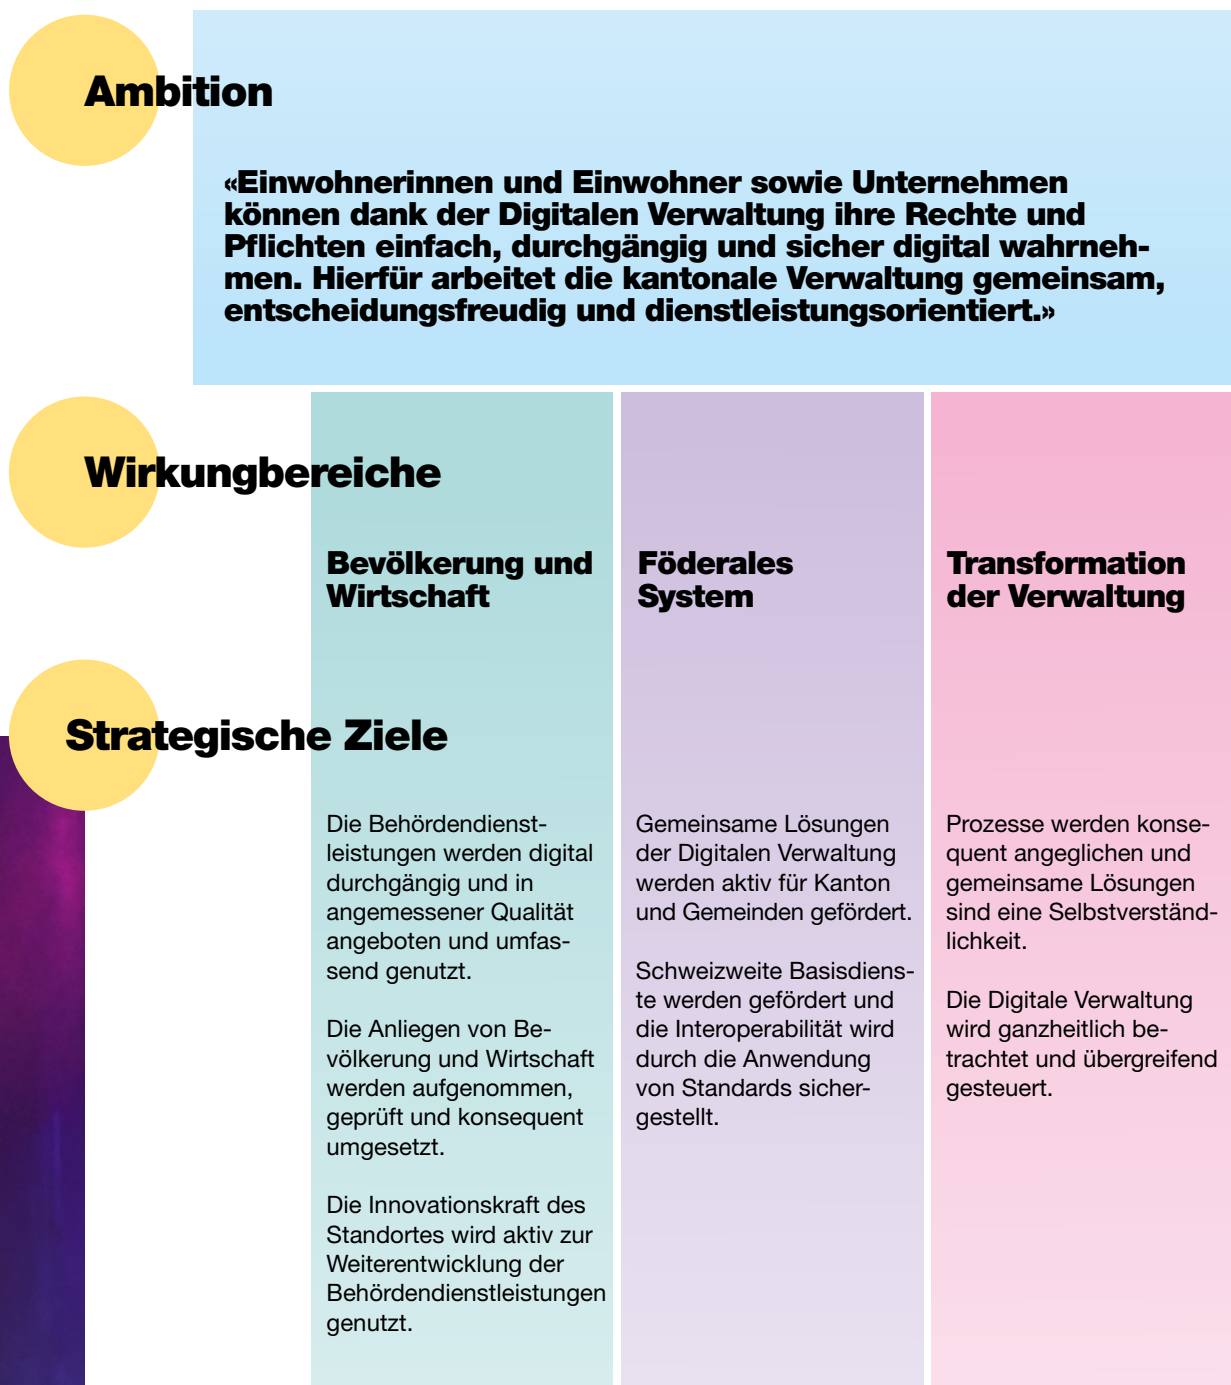 Ambition
«Einwohnerinnen und Einwohner sowie Unternehmen
können dank der Digitalen Verwaltung ihre Rechte und
Pflichten einfach, durchgängig und sicher digital wahrneh-
men. Hierfür arbeitet die kantonale Verwaltung gemeinsam,
entscheidungsfreudig und dienstleistungsorientiert.»
Wirkungbereiche
Bevölkerung und
Wirtschaft
Föderales
System
Transformation
der Verwaltung
Strategische Ziele
Die Behördendienst-
leistungen werden digital
durchgängig und in
angemessener Qualität
angeboten und umfas-
send genutzt.
Die Anliegen von Be-
völkerung und Wirtschaft
werden aufgenommen,
geprüft und konsequent
umgesetzt.
Die Innovationskraft des
Standortes wird aktiv zur
Weiterentwicklung der
Behördendienstleistungen
genutzt.
Gemeinsame Lösungen
der Digitalen Verwaltung
werden aktiv für Kanton
und Gemeinden gefördert.
Schweizweite Basisdiens-
te werden gefördert und
die Interoperabilität wird
durch die Anwendung
von Standards sicher-
gestellt.
Prozesse werden konse-
quent angeglichen und
gemeinsame Lösungen
sind eine Selbstverständ-
lichkeit.
Die Digitale Verwaltung
wird ganzheitlich be-
trachtet und übergreifend
gesteuert.